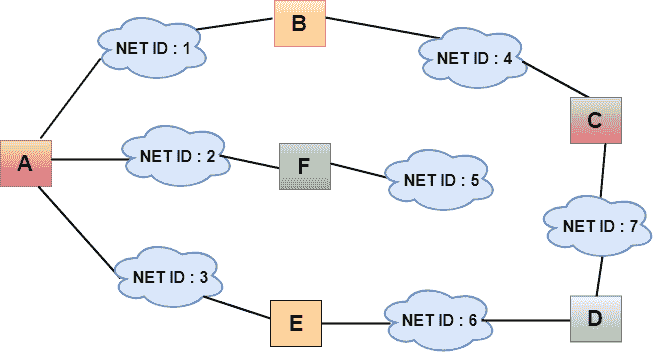 B
NET ID : 1
NET ID : 4
C
A
NET ID : 2
F
NET ID : 5
NET ID : 7
NET ID : 3
E
NET ID : 6
D